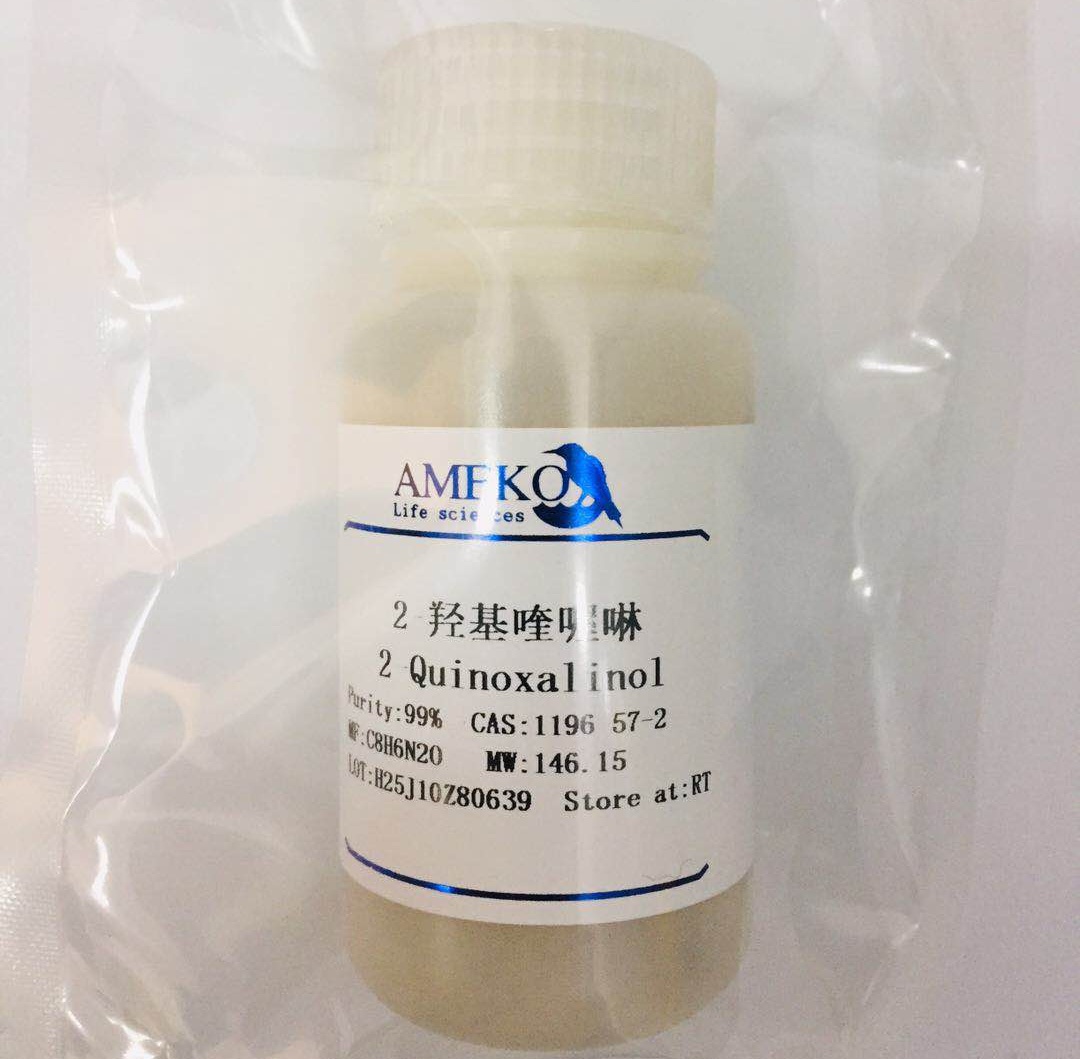 AMEKO
Life sciences
2-羟基喹喔啉
2-Quinoxalinol
Purity:99% CAS:1196-57-2
MF:C8H6N2O MW:146.15
LOT:H25J10Z80639 Store at:RT